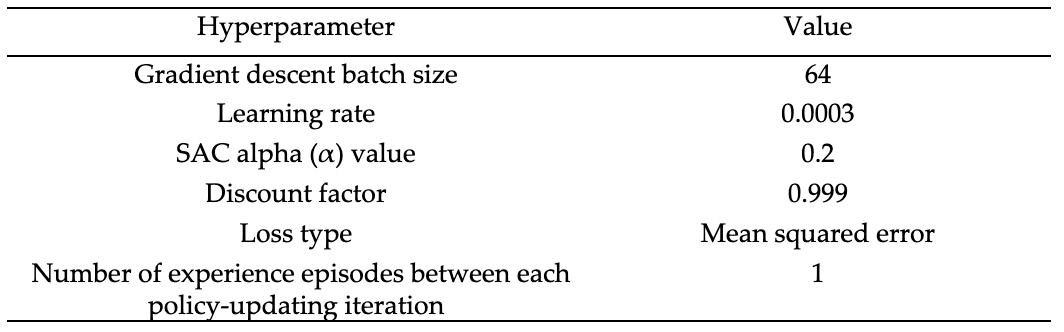 Hyperparameter Value
Gradient descent batch size 64
Learning rate 0.0003
SAC alpha (α) value 0.2
Discount factor 0.999
Loss type Mean squared error
Number of experience episodes between each 1
policy-updating iteration